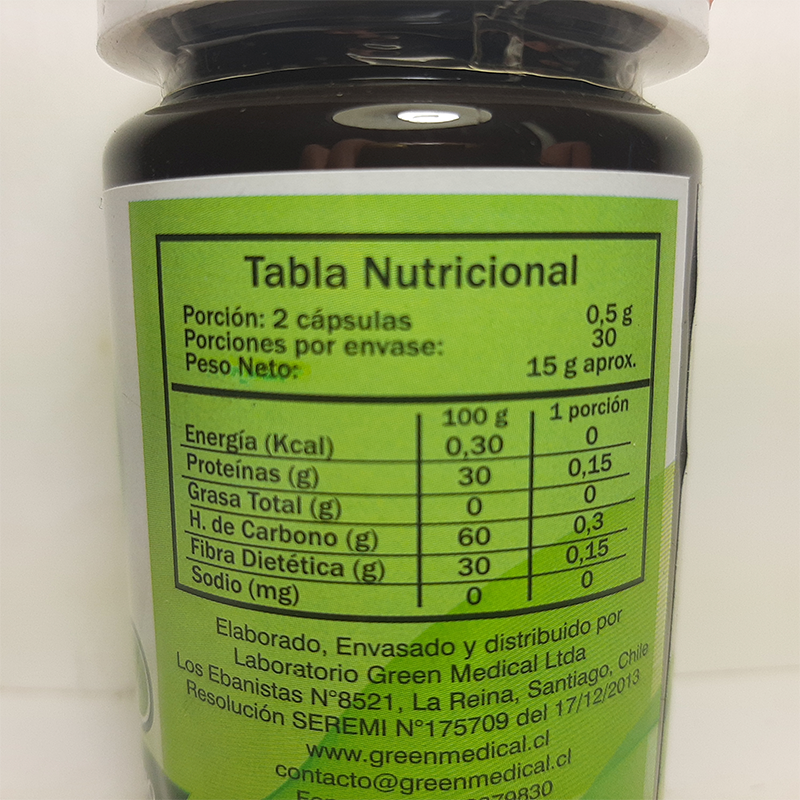 Tabla Nutricional
Porción: 2 cápsulas 0,5 g
Porciones por envase: 30
Peso Neto: 15 g aprox.
100 g 1 porción
Energía (Kcal) 0,30 0
Proteínas (g) 30 0,15
Grasa Total (g) 0 0
H. de Carbono (g) 60 0,3
Fibra Dietética (g) 30 0,15
Sodio (mg) 0 0
Elaborado, Envasado y distribuido por
Laboratorio Green Medical Ltda
Los Ebanistas N°8521, La Reina, Santiago, Chile
Resolución SEREMI N°175709 del 17/12/2013
www.greenmedical.cl
contacto@greenmedical.cl